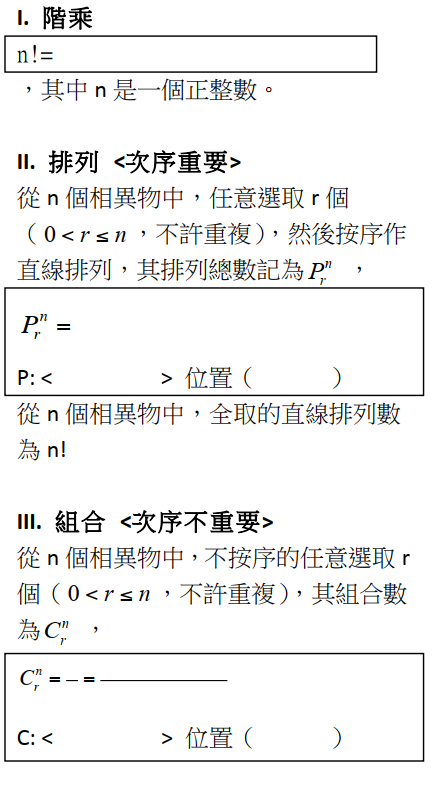 I. 階乘
n!=
，其中 n 是一個正整數。
II. 排列 <次序重要>
從 n 個相異物中，任意選取 r 個
（0 < r ≤ n ，不許重複），然後按序作
直線排列，其排列總數記為 P_r^n ，
P_r^n =
P: < > 位置（ ）
從 n 個相異物中，全取的直線排列數
為 n!
III. 組合 <次序不重要>
從 n 個相異物中，不按序的任意選取 r
個（0 < r ≤ n ，不許重複），其組合數
為 C_r^n ，
C_r^n = — = ————————
C: < > 位置（ ）